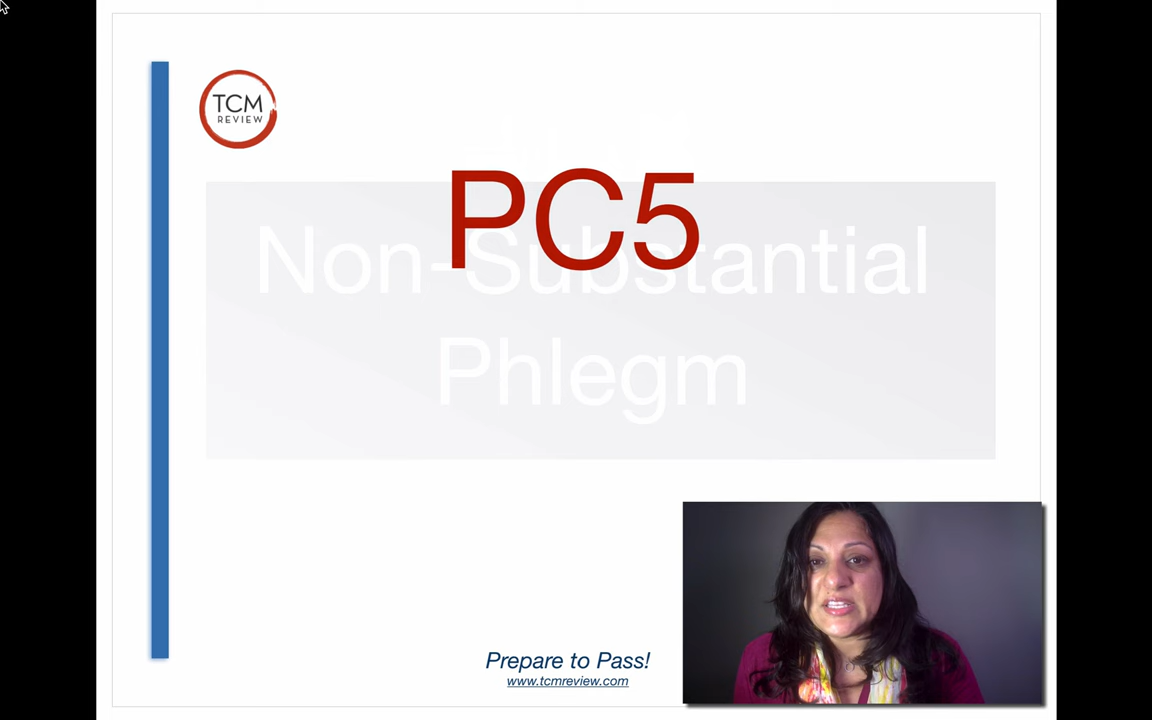 TCM
REVIEW
PC5
Non-Substantial
Phlegm
Prepare to Pass!
www.tcmreview.com